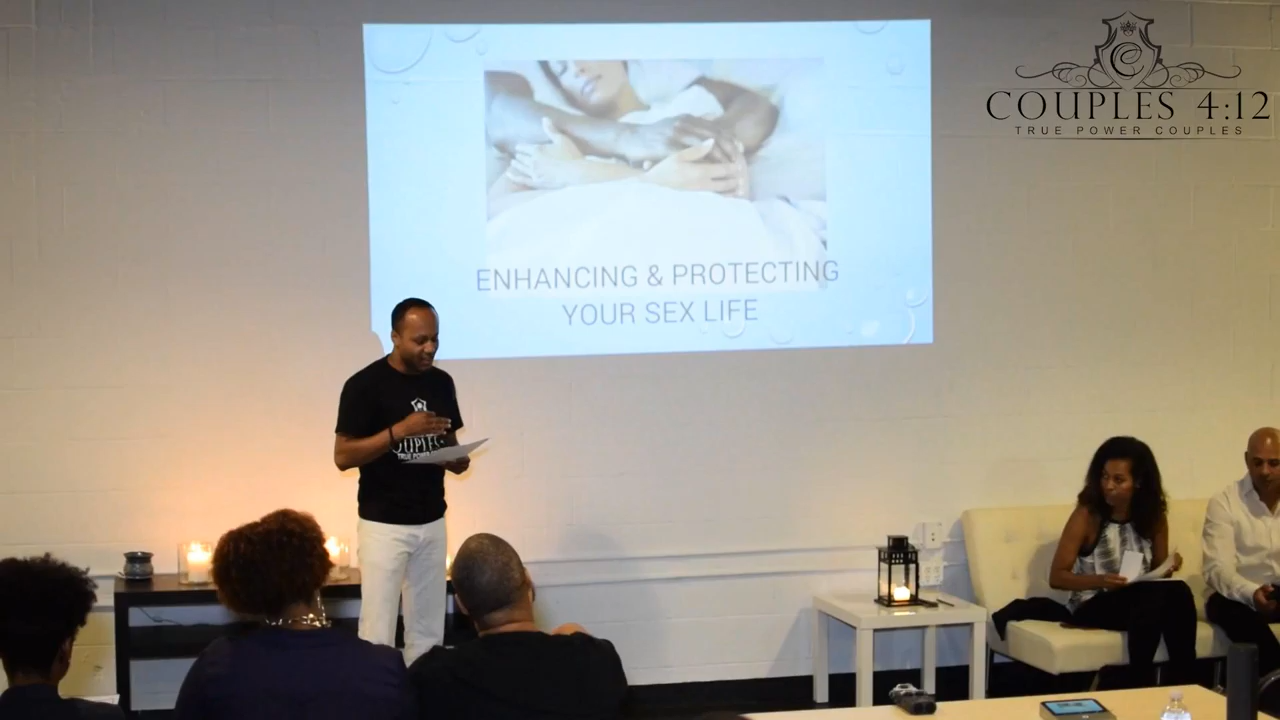 COUPLES 4:12
TRUE POWER COUPLES
ENHANCING & PROTECTING
YOUR SEX LIFE